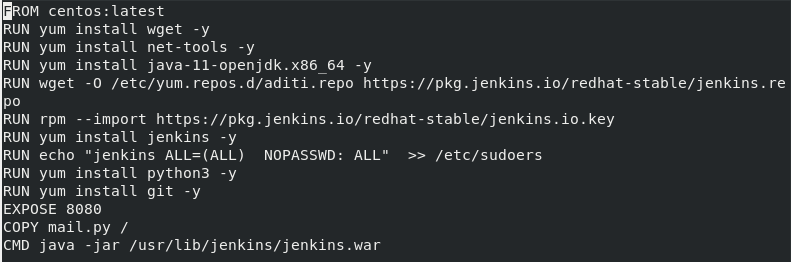 FROM centos:latest
RUN yum install wget -y
RUN yum install net-tools -y
RUN yum install java-11-openjdk.x86_64 -y
RUN wget -O /etc/yum.repos.d/aditi.repo https://pkg.jenkins.io/redhat-stable/jenkins.re
po
RUN rpm --import https://pkg.jenkins.io/redhat-stable/jenkins.io.key
RUN yum install jenkins -y
RUN echo "jenkins ALL=(ALL)  NOPASSWD: ALL"  >> /etc/sudoers
RUN yum install python3 -y
RUN yum install git -y
EXPOSE 8080
COPY mail.py /
CMD java -jar /usr/lib/jenkins/jenkins.war